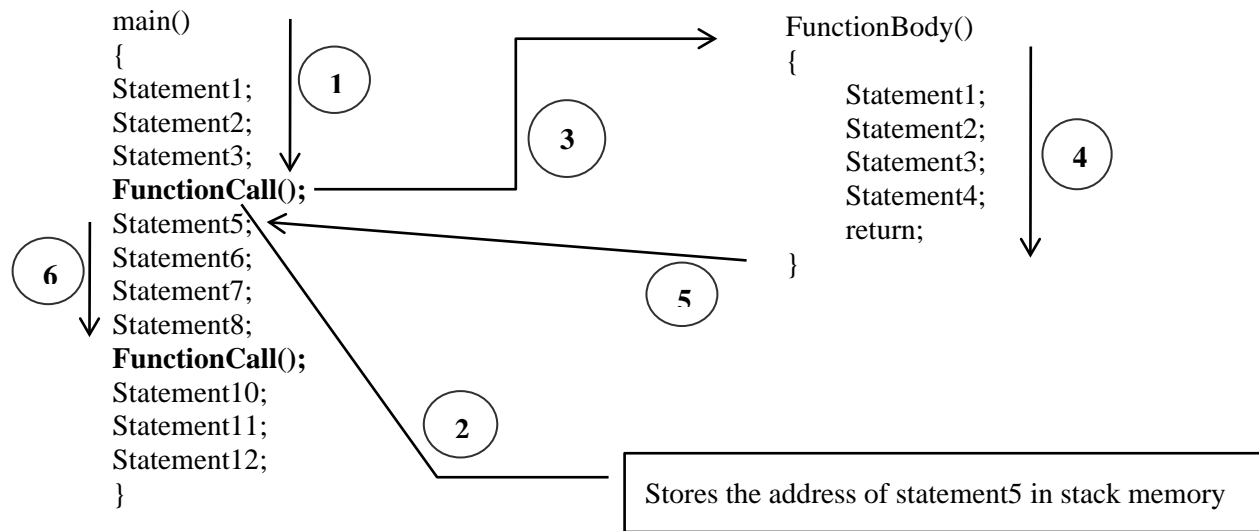 main()
{
Statement1;
Statement2;
Statement3;
FunctionCall();
Statement5;
Statement6;
Statement7;
Statement8;
FunctionCall();
Statement10;
Statement11;
Statement12;
}
1
2
3
FunctionBody()
{
Statement1;
Statement2;
Statement3;
Statement4;
return;
}
4
5
6
Stores the address of statement5 in stack memory